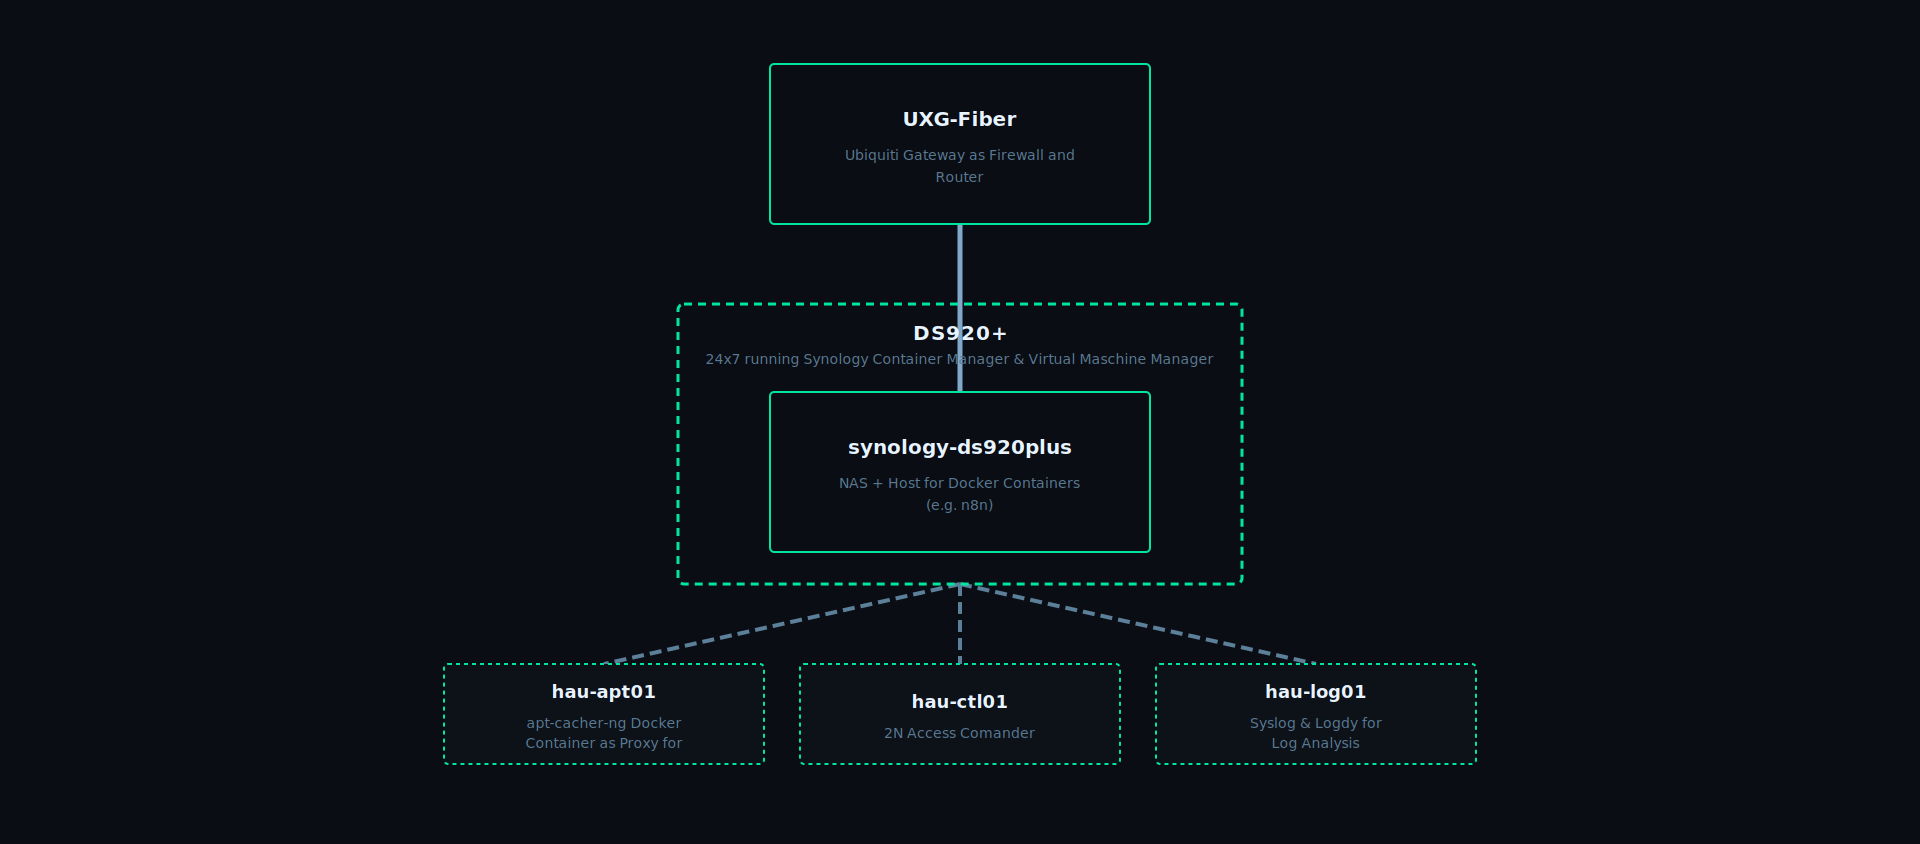 UXG-Fiber
Ubiquiti Gateway as Firewall and
Router
DS920+
24x7 running Synology Container Manager & Virtual Maschine Manager
synology-ds920plus
NAS + Host for Docker Containers
(e.g. n8n)
hau-apt01
apt-cacher-ng Docker
Container as Proxy for
hau-ctl01
2N Access Comander
hau-log01
Syslog & Logdy for
Log Analysis